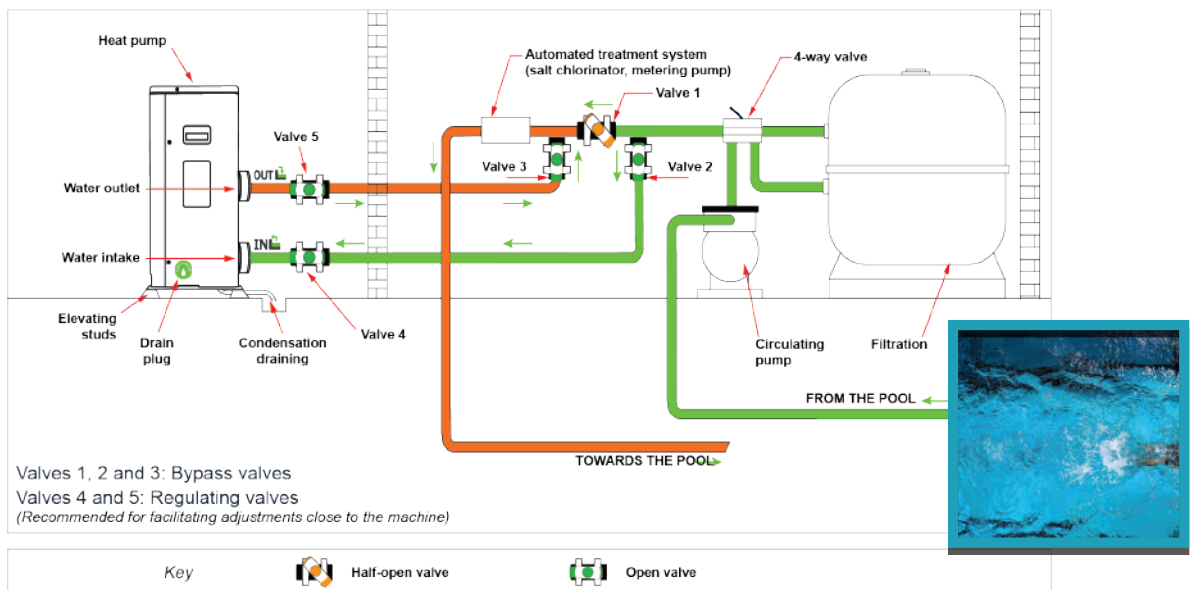 Heat pump
Automated treatment system
(salt chlorinator, metering pump)
4-way valve
Valve 1
Valve 5
Valve 3
Valve 2
OUT
Water outlet
IN
Water intake
Elevating
studs
Drain
plug
Condensation
draining
Valve 4
Circulating
pump
Filtration
FROM THE POOL
TOWARDS THE POOL
Valves 1, 2 and 3: Bypass valves
Valves 4 and 5: Regulating valves
(Recommended for facilitating adjustments close to the machine)
Key
Half-open valve
Open valve